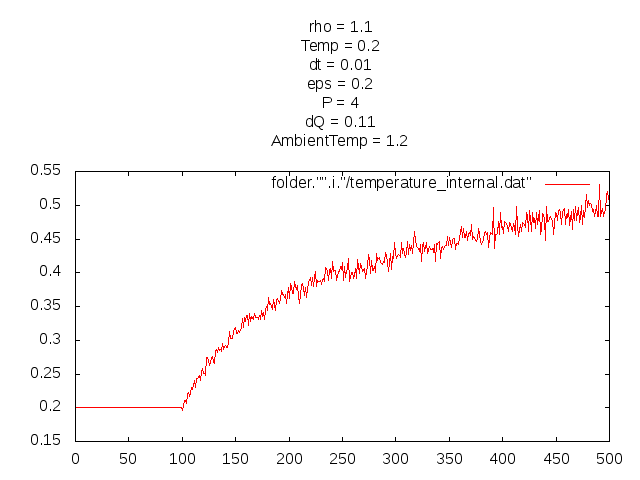 rho = 1.1
Temp = 0.2
dt = 0.01
eps = 0.2
P = 4
dQ = 0.11
AmbientTemp = 1.2
folder."".i."/temperature_internal.dat"
0.55
0.5
0.45
0.4
0.35
0.3
0.25
0.2
0.15
0 50 100 150 200 250 300 350 400 450 500